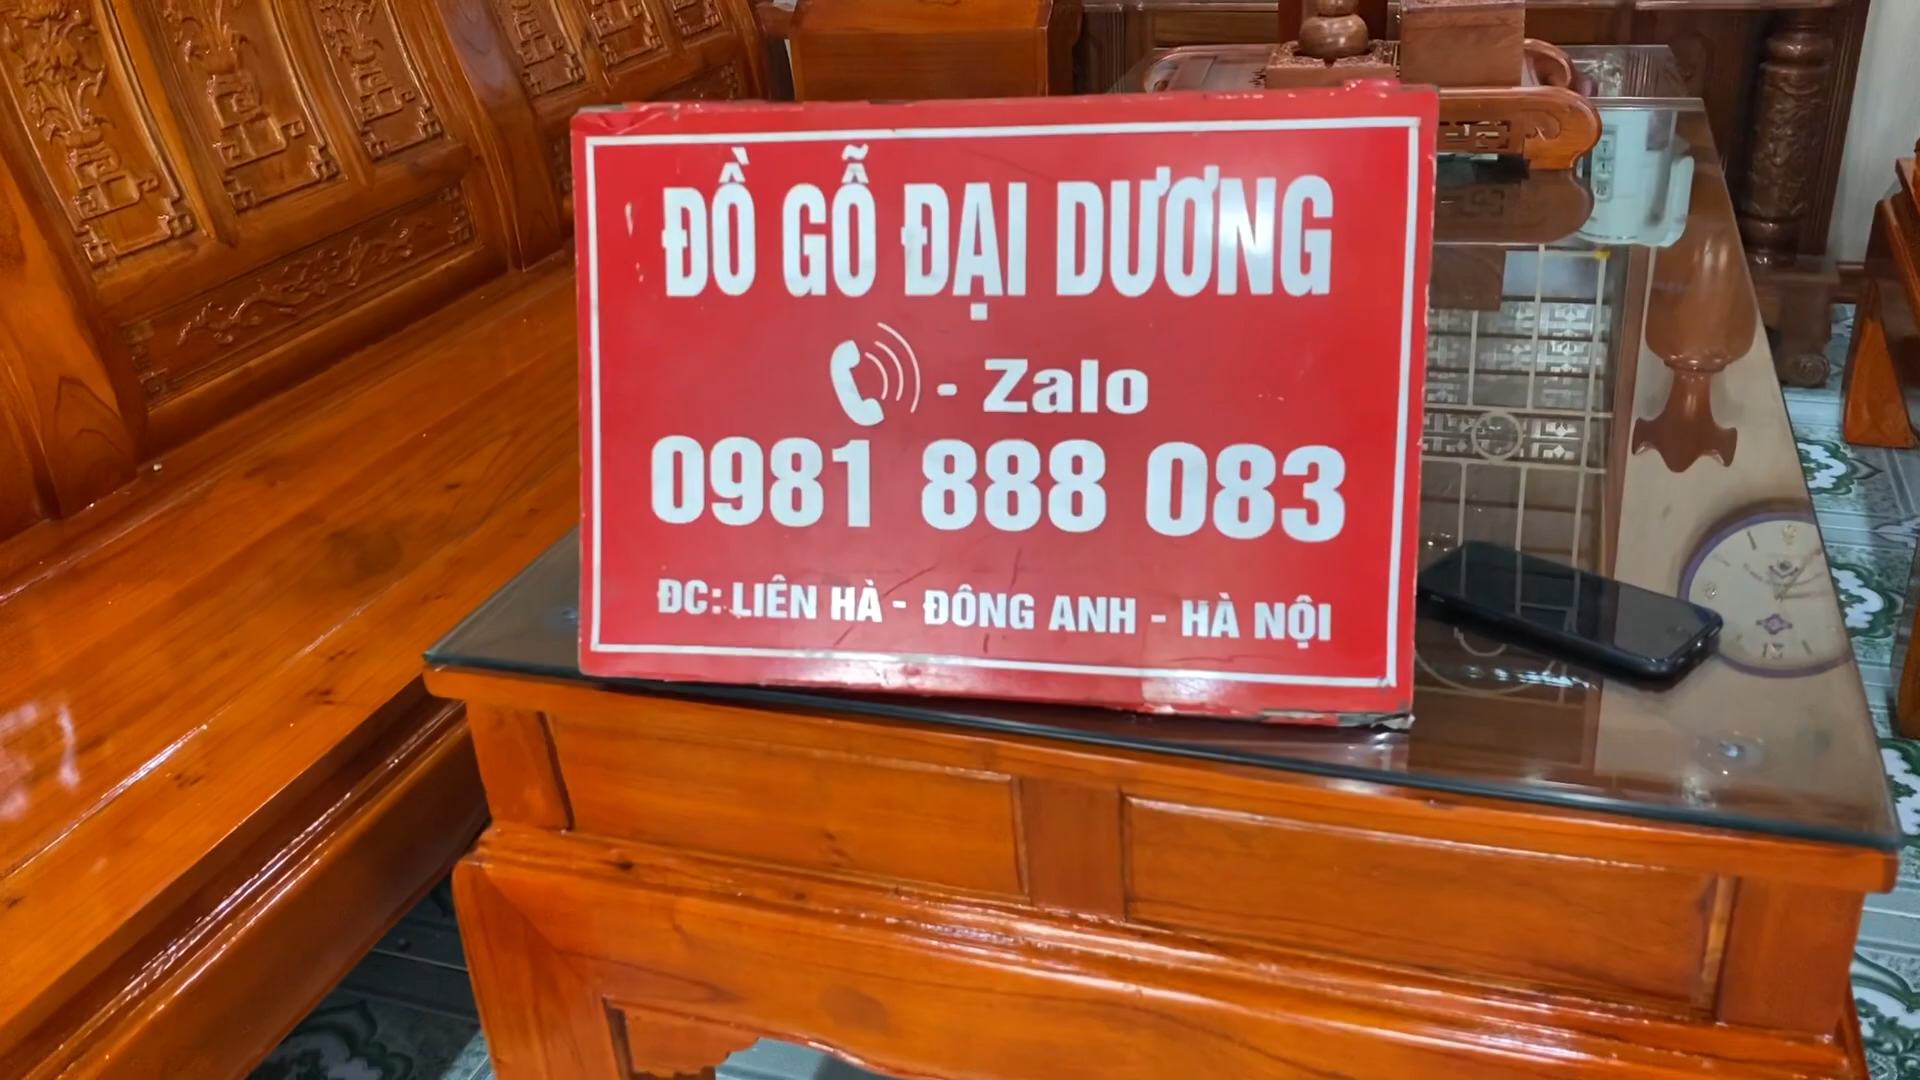 ĐỒ GỖ ĐẠI DƯƠNG
- Zalo
0981 888 083
ĐC: LIÊN HÀ - ĐÔNG ANH - HÀ NỘI